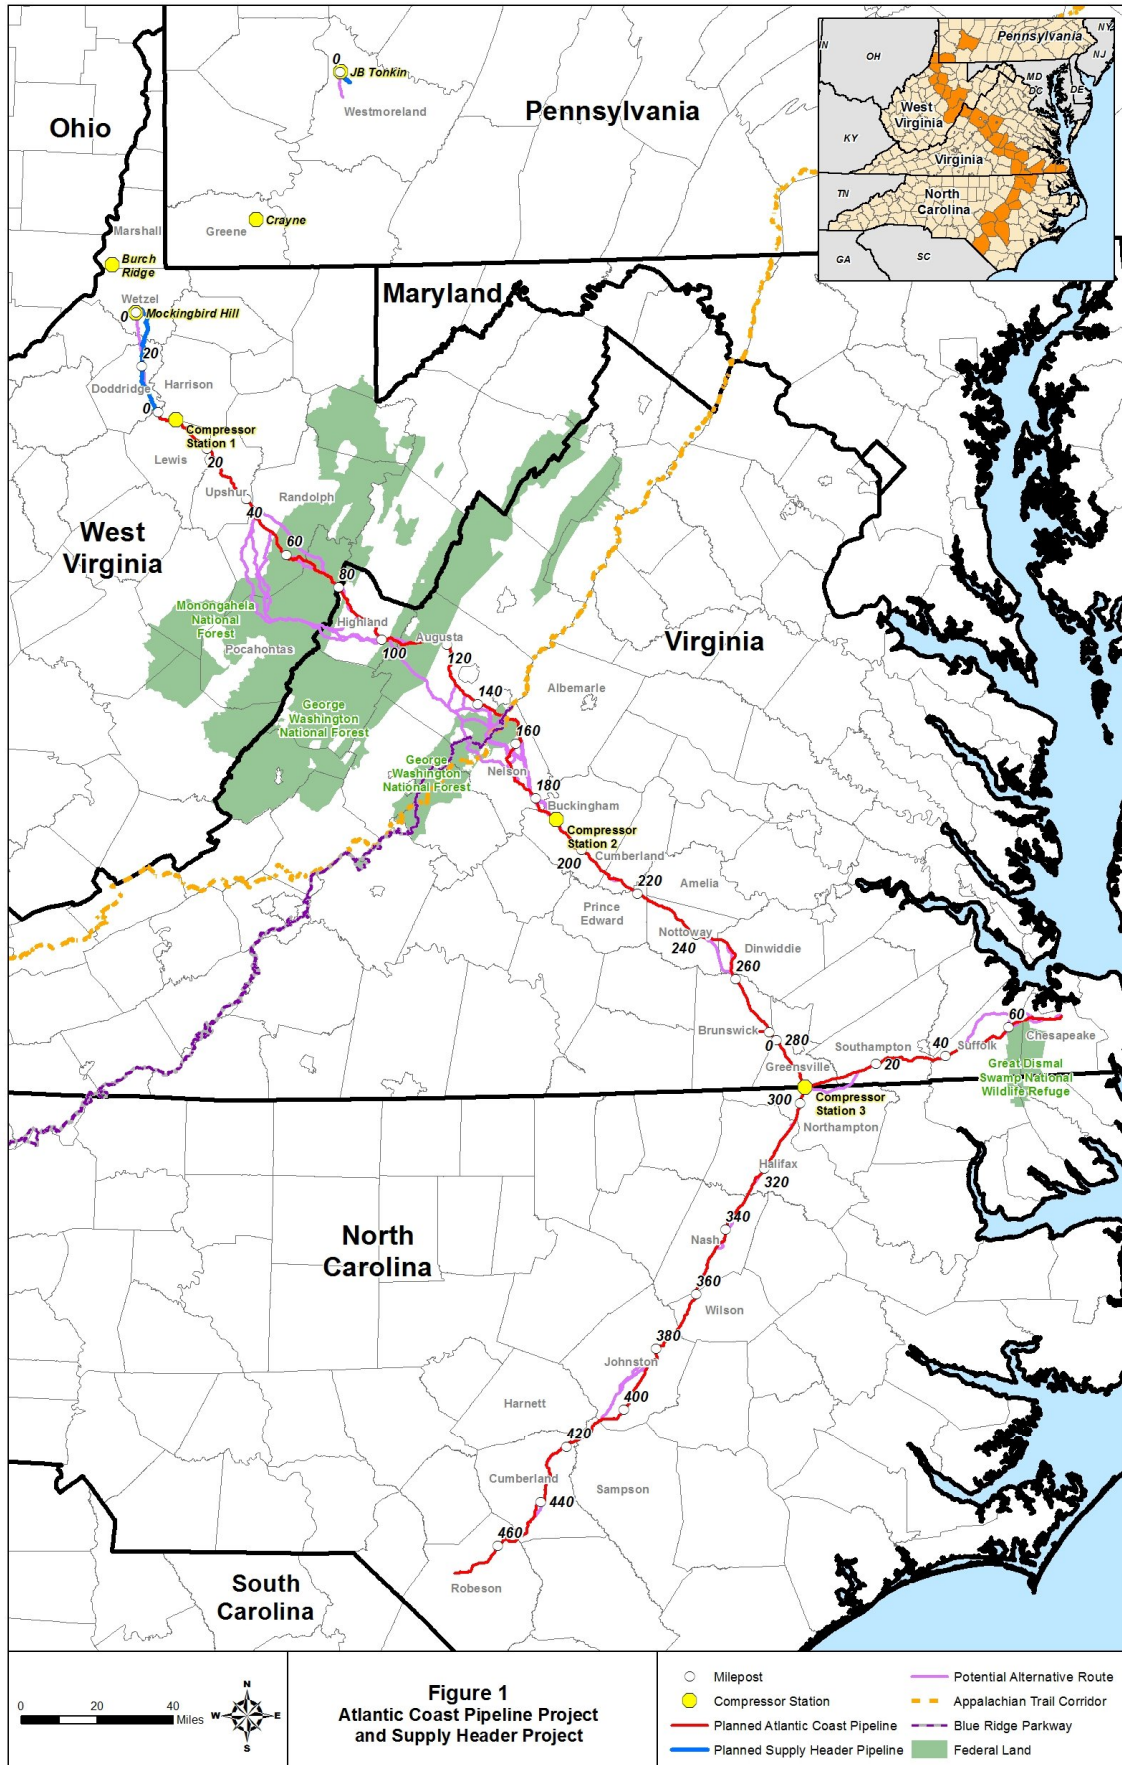 Ohio
Pennsylvania
0
JB Tonkin
Westmoreland
Greene
Crayne
Marshall
Burch
Ridge
Wetzel
0
Mockingbird Hill
20
Doddridge
Harrison
0
Compressor
Station 1
Lewis
20
Upshur
Randolph
40
60
80
West
Virginia
Maryland
Monongahela
National
Forest
Pocahontas
Highland
100
Augusta
120
140
Albemarle
Virginia
George
Washington
National Forest
George
Washington
National Forest
160
Nelson
180
Buckingham
Compressor
Station 2
Cumberland
200
220
Amelia
Prince
Edward
Nottoway
240
Dinwiddie
260
Brunswick
0
280
Greensville
Southampton
20
40
Suffolk
60
Chesapeake
Great Dismal
Swamp National
Wildlife Refuge
Compressor
Station 3
300
Northampton
Halifax
320
340
Nash
360
Wilson
380
Johnston
400
Harnett
420
Cumberland
Sampson
440
460
Robeson
North
Carolina
South
Carolina
IN
OH
Pennsylvania
NY
NJ
MD
DC
DE
West
Virginia
KY
Virginia
TN
North
Carolina
GA
SC
0 20 40
Miles
N
W E
S
Figure 1
Atlantic Coast Pipeline Project
and Supply Header Project
Milepost
Compressor Station
Planned Atlantic Coast Pipeline
Planned Supply Header Pipeline
Potential Alternative Route
Appalachian Trail Corridor
Blue Ridge Parkway
Federal Land